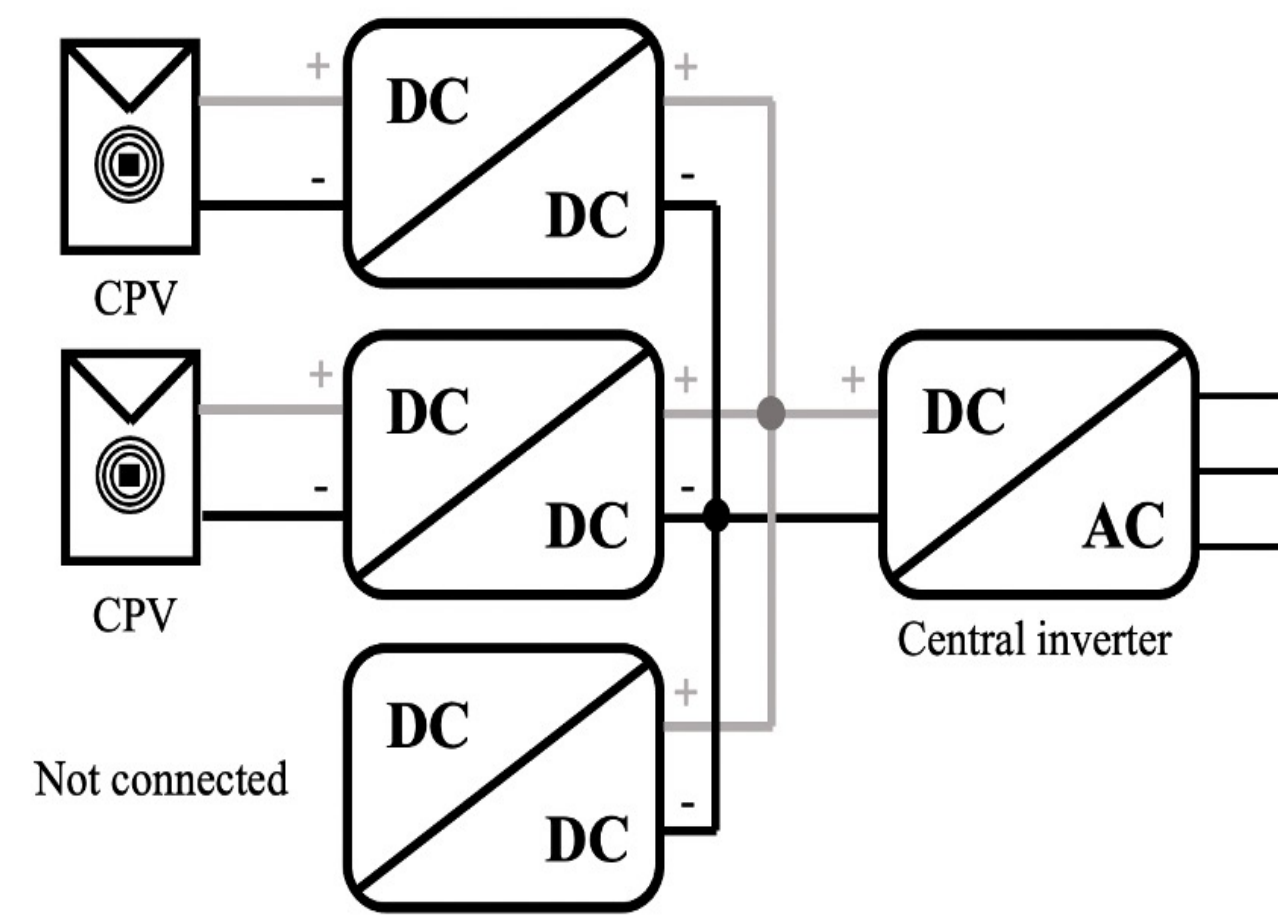 +
DC
+
-
-
DC
CPV
+
DC
+
+
DC
-
-
DC
AC
CPV
Central inverter
DC
+
Not connected
-
DC